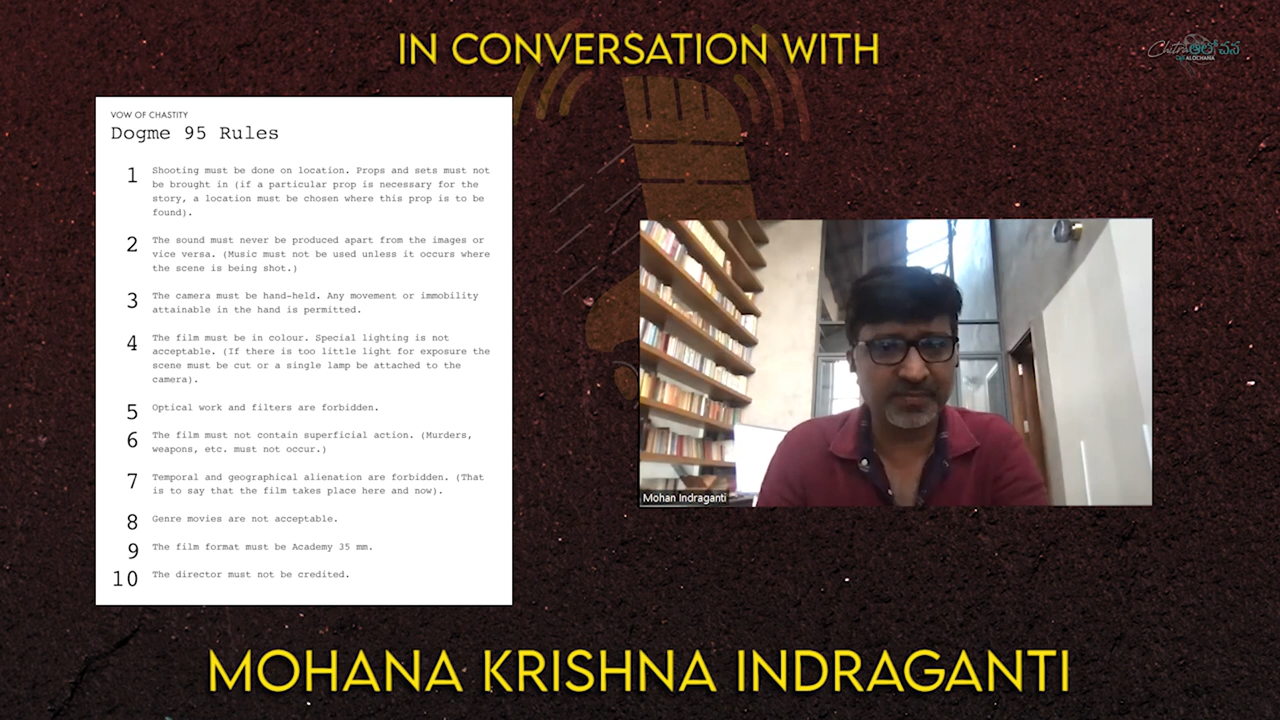 IN CONVERSATION WITH
Chitra ఆలోచన
ALOCHANA
VOW OF CHASTITY
Dogme 95 Rules
1 Shooting must be done on location. Props and sets must not
be brought in (if a particular prop is necessary for the
story, a location must be chosen where this prop is to be
found).
2 The sound must never be produced apart from the images or
vice versa. (Music must not be used unless it occurs where
the scene is being shot.)
3 The camera must be hand-held. Any movement or immobility
attainable in the hand is permitted.
4 The film must be in colour. Special lighting is not
acceptable. (If there is too little light for exposure the
scene must be cut or a single lamp be attached to the
camera).
5 Optical work and filters are forbidden.
6 The film must not contain superficial action. (Murders,
weapons, etc. must not occur.)
7 Temporal and geographical alienation are forbidden. (That
is to say that the film takes place here and now).
8 Genre movies are not acceptable.
9 The film format must be Academy 35 mm.
10 The director must not be credited.
Mohan Indraganti
MOHANA KRISHNA INDRAGANTI